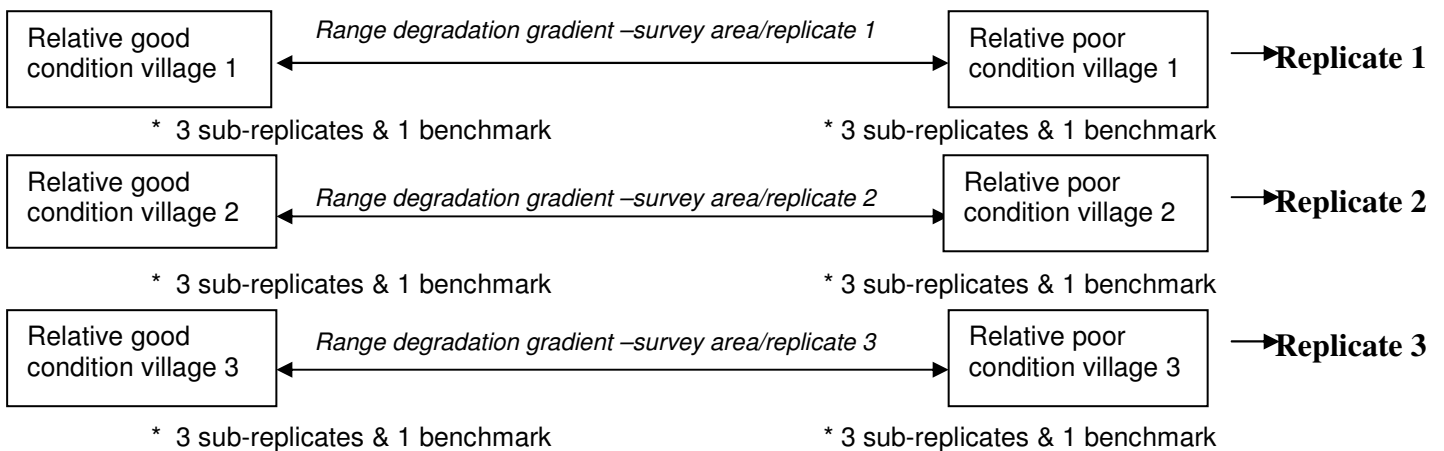 Relative good
condition village 1
Range degradation gradient –survey area/replicate 1
Relative poor
condition village 1
Replicate 1
* 3 sub-replicates & 1 benchmark
* 3 sub-replicates & 1 benchmark
Relative good
condition village 2
Range degradation gradient –survey area/replicate 2
Relative poor
condition village 2
Replicate 2
* 3 sub-replicates & 1 benchmark
* 3 sub-replicates & 1 benchmark
Relative good
condition village 3
Range degradation gradient –survey area/replicate 3
Relative poor
condition village 3
Replicate 3
* 3 sub-replicates & 1 benchmark
* 3 sub-replicates & 1 benchmark